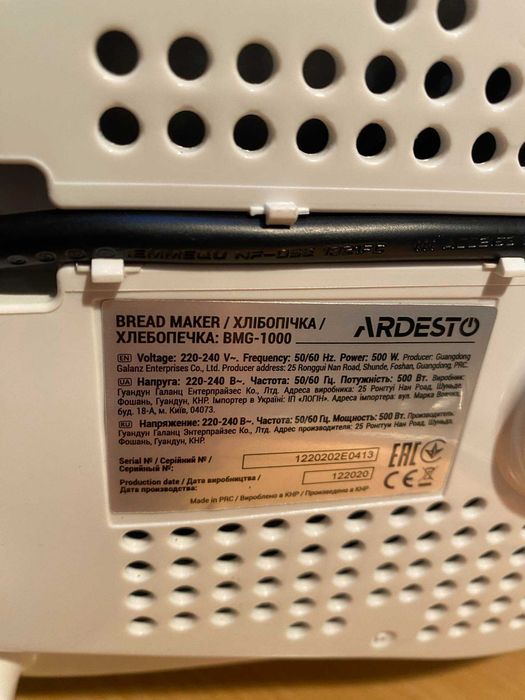 BREAD MAKER / ХЛІБОПІЧКА /
ХЛЕБОПЕЧКА: BMG-1000
ARDESTO
EN Voltage: 220-240 V~. Frequency: 50/60 Hz. Power: 500 W. Producer: Guangdong
Galanz Enterprises Co., Ltd. Producer address: 25 Ronggui Nan Road, Shunde, Foshan, Guangdong, PRC.
UA Напруга: 220-240 В~. Частота: 50/60 Гц. Потужність: 500 Вт. Виробник:
Гуандун Галанц Ентерпрайзес Ко., Лтд. Адреса виробника: 25 Ронгуї Нан Роад, Шуньде,
Фошань, Гуандун, КНР. Імпортер в Україні: ІП «ЛОГІН». Адреса імпортера: вул. Марка Вовчка,
буд. 18-А, м. Київ, 04073.
RU Напряжение: 220-240 В~. Частота: 50/60 Гц. Мощность: 500 Вт. Производитель:
Гуандун Галанц Энтерпрайзес Ко., Лтд. Адрес производителя: 25 Ронгуи Нан Роад, Шуньде,
Фошань, Гуандун, КНР.
Serial № / Серійний № /
Серийный №:
1220202E0413
Production date / Дата виробництва /
Дата производства:
122020
EAC
CE
Made in PRC / Вироблено в КНР / Произведено в КНР